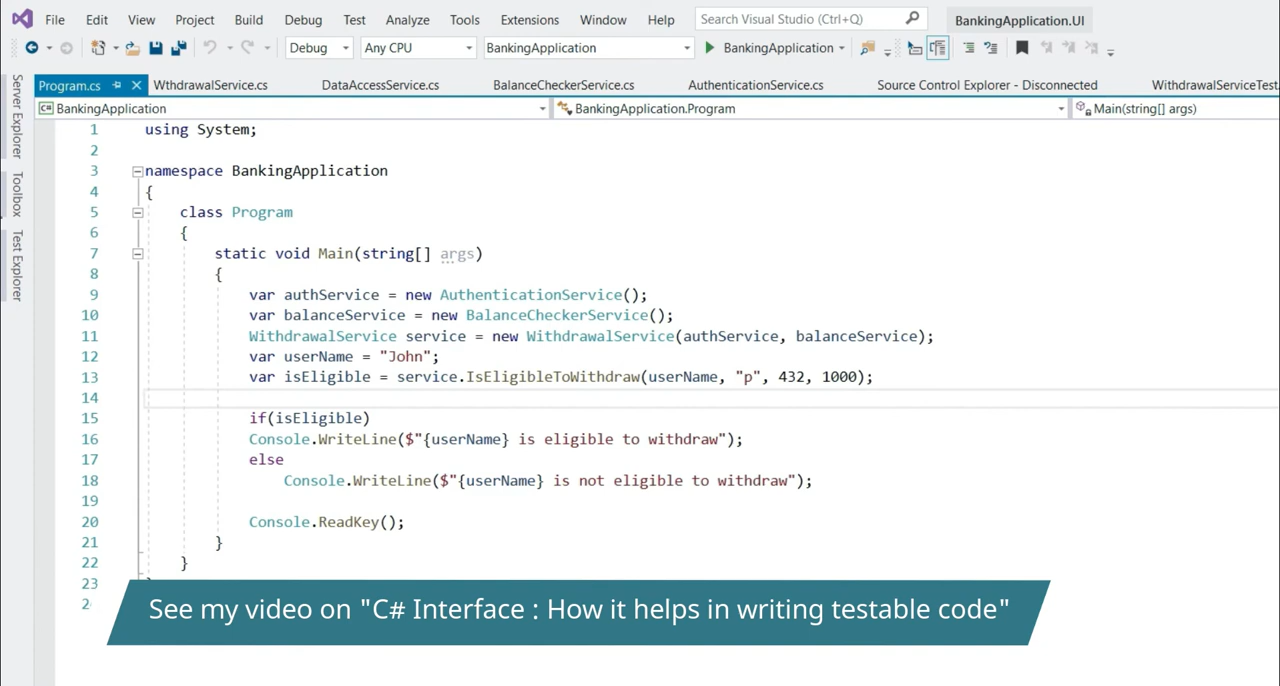 File Edit View Project Build Debug Test Analyze Tools Extensions Window Help Search Visual Studio (Ctrl+Q) BankingApplication.UI
Debug Any CPU BankingApplication BankingApplication
Program.cs WthdrawalService.cs DataAccessService.cs BalanceCheckerService.cs AuthenticationService.cs Source Control Explorer - Disconnected WithdrawalServiceTest
C# BankingApplication BankingApplication.Program Main(string[] args)
Server Explorer
Toolbox
Test Explorer
1 using System;
2
3 namespace BankingApplication
4 {
5 class Program
6 {
7 static void Main(string[] args)
8 {
9 var authService = new AuthenticationService();
10 var balanceService = new BalanceCheckerService();
11 WithdrawalService service = new WithdrawalService(authService, balanceService);
12 var userName = "John";
13 var isEligible = service.IsEligibleToWithdraw(userName, "p", 432, 1000);
14
15 if(isEligible)
16 Console.WriteLine($"{userName} is eligible to withdraw");
17 else
18 Console.WriteLine($"{userName} is not eligible to withdraw");
19
20 Console.ReadKey();
21 }
22 }
23
See my video on "C# Interface : How it helps in writing testable code"